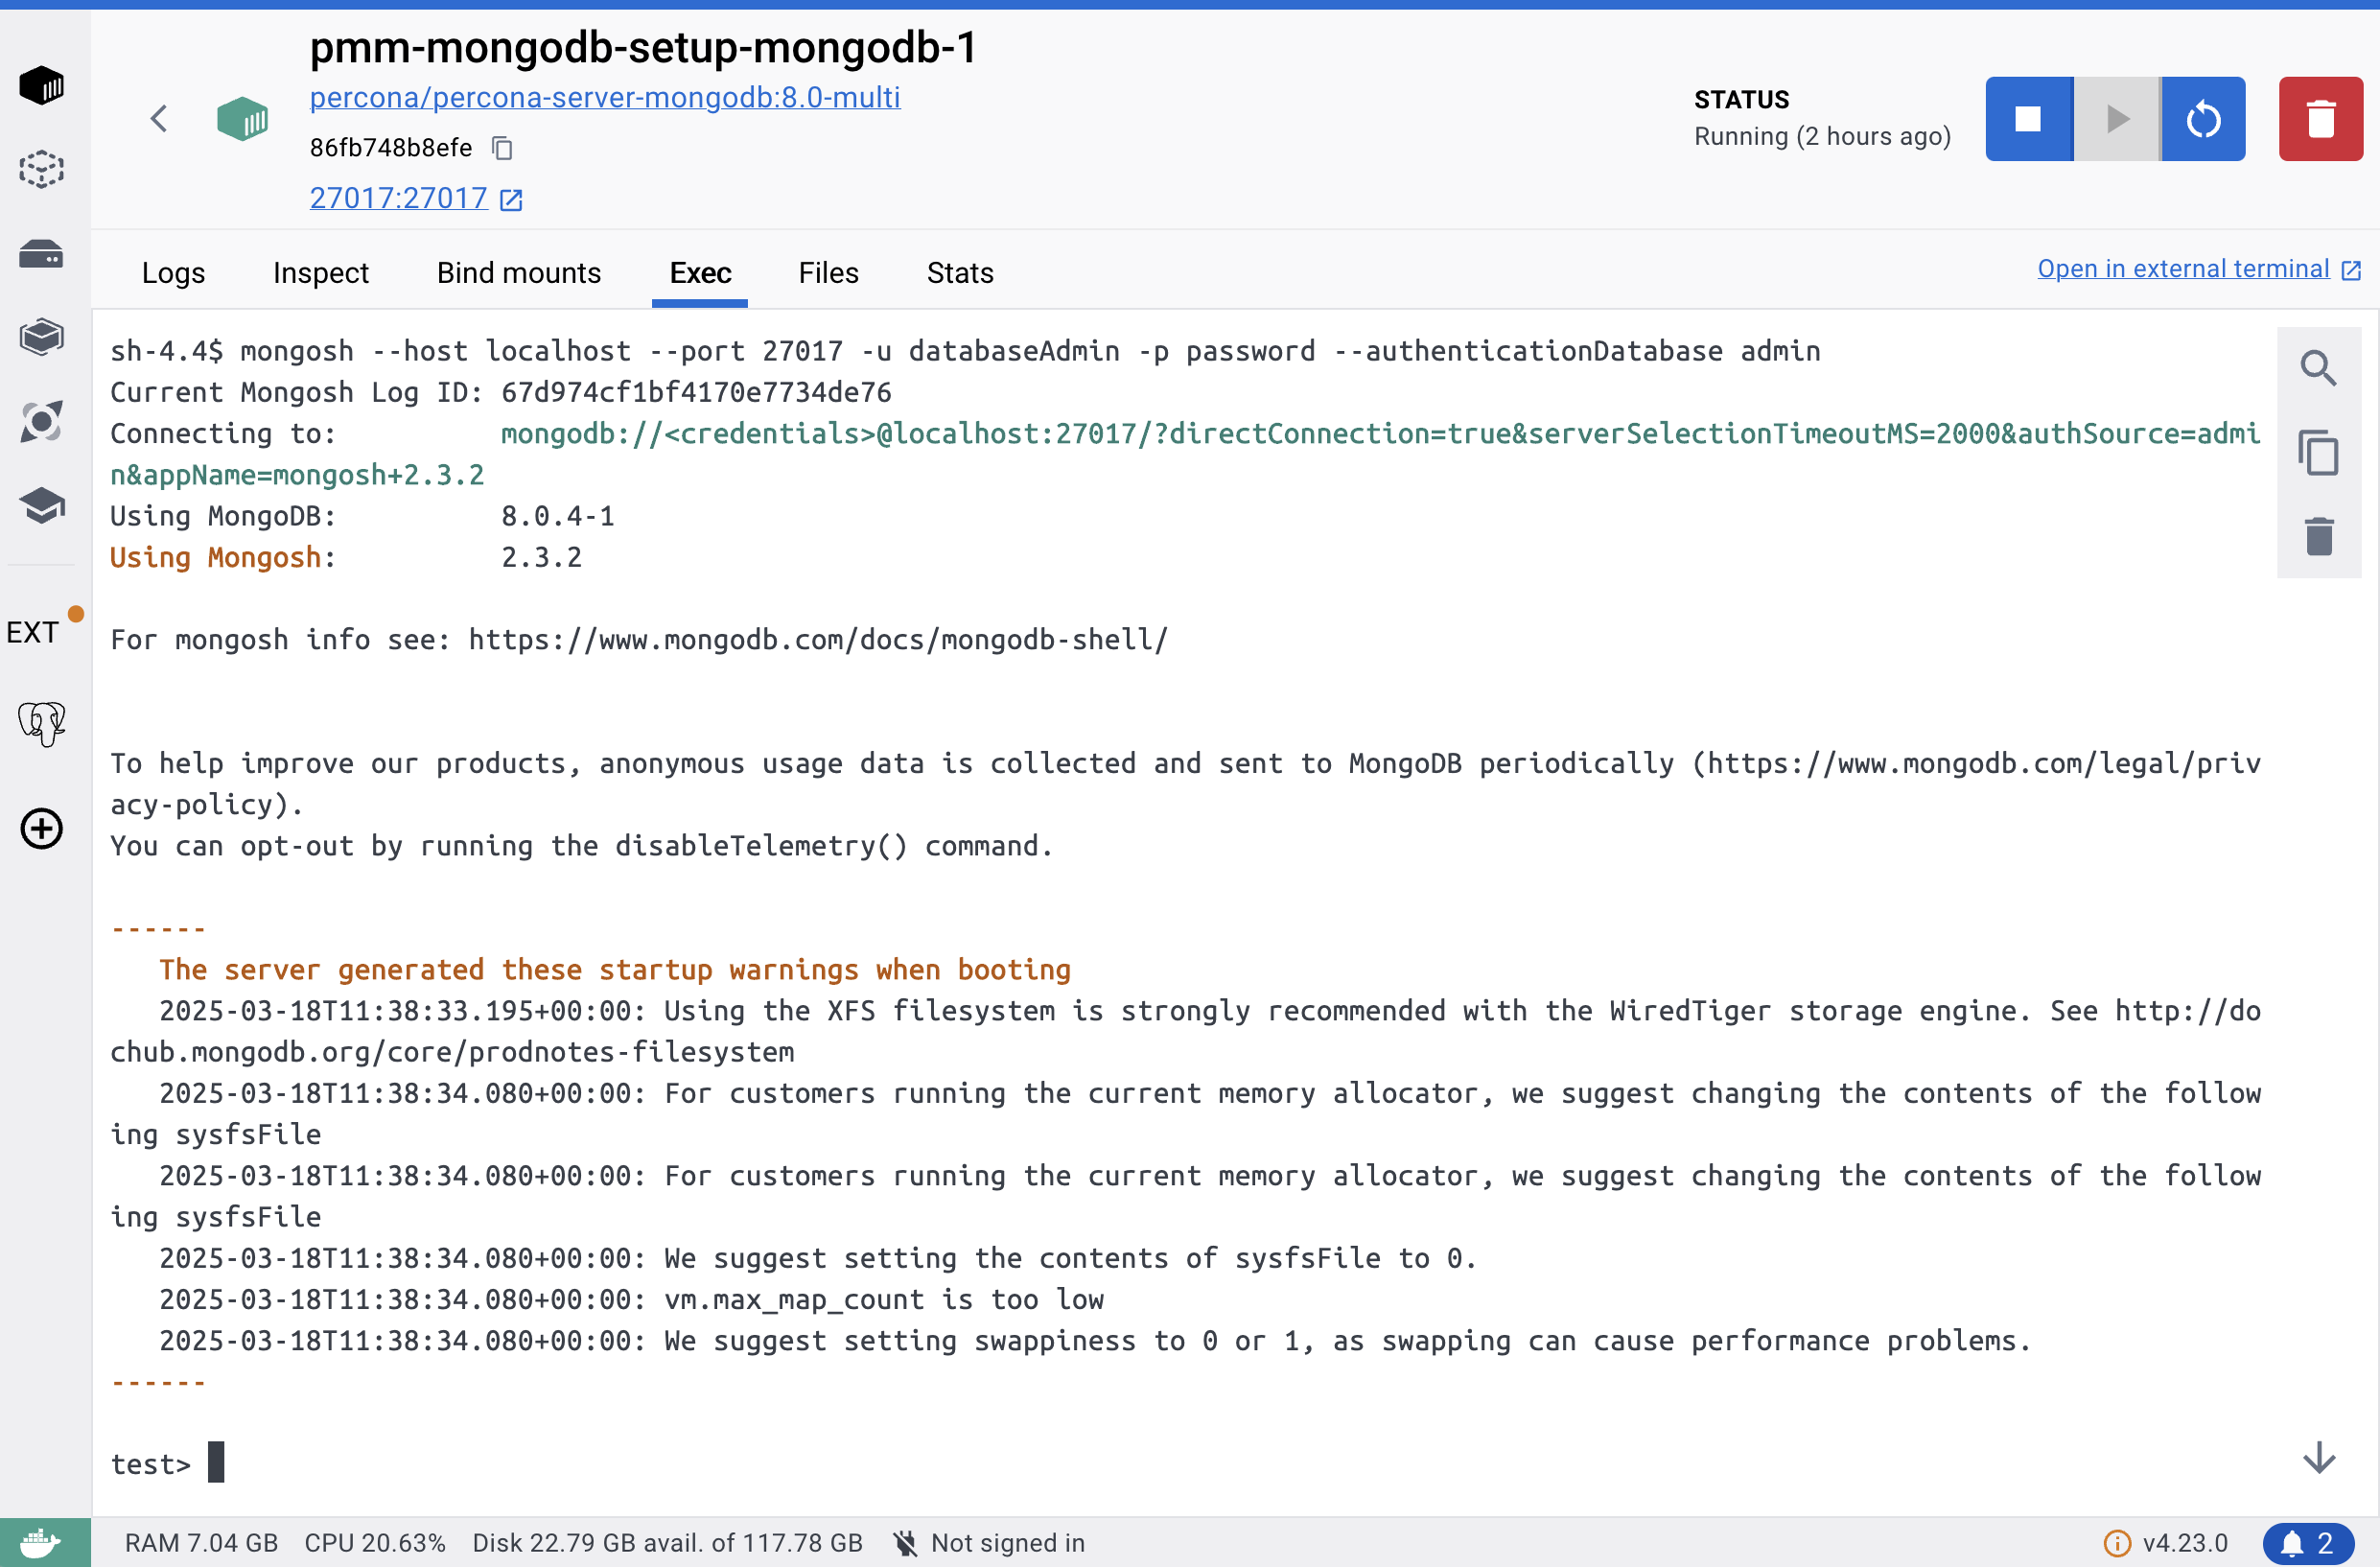 pmm-mongodb-setup-mongodb-1
percona/percona-server-mongodb:8.0-multi
86fb748b8efe
27017:27017
STATUS
Running (2 hours ago)
Logs Inspect Bind mounts Exec Files Stats
Open in external terminal
EXT
sh-4.4$ mongosh --host localhost --port 27017 -u databaseAdmin -p password --authenticationDatabase admin
Current Mongosh Log ID: 67d974cf1bf4170e7734de76
Connecting to: mongodb://<credentials>@localhost:27017/?directConnection=true&serverSelectionTimeoutMS=2000&authSource=admi
n&appName=mongosh+2.3.2
Using MongoDB: 8.0.4-1
Using Mongosh: 2.3.2
For mongosh info see: https://www.mongodb.com/docs/mongodb-shell/
To help improve our products, anonymous usage data is collected and sent to MongoDB periodically (https://www.mongodb.com/legal/priv
acy-policy).
You can opt-out by running the disableTelemetry() command.
------
The server generated these startup warnings when booting
2025-03-18T11:38:33.195+00:00: Using the XFS filesystem is strongly recommended with the WiredTiger storage engine. See http://do
chub.mongodb.org/core/prodnotes-filesystem
2025-03-18T11:38:34.080+00:00: For customers running the current memory allocator, we suggest changing the contents of the follow
ing sysfsFile
2025-03-18T11:38:34.080+00:00: For customers running the current memory allocator, we suggest changing the contents of the follow
ing sysfsFile
2025-03-18T11:38:34.080+00:00: We suggest setting the contents of sysfsFile to 0.
2025-03-18T11:38:34.080+00:00: vm.max_map_count is too low
2025-03-18T11:38:34.080+00:00: We suggest setting swappiness to 0 or 1, as swapping can cause performance problems.
------
test>
RAM 7.04 GB CPU 20.63% Disk 22.79 GB avail. of 117.78 GB Not signed in
v4.23.0 2